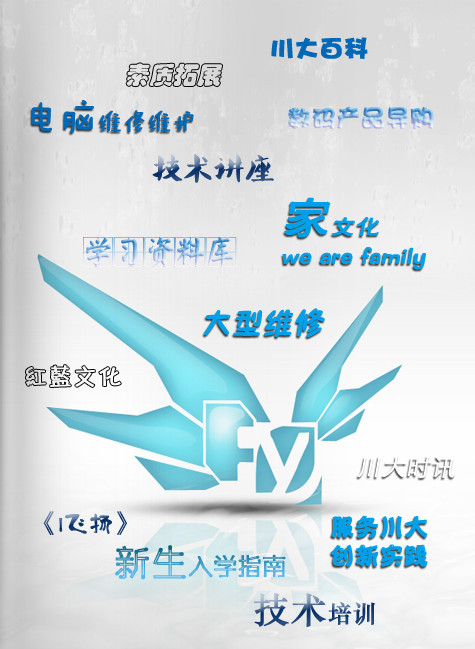 川大百科
素质拓展
电脑维修维护
数码产品导购
技术讲座
家文化
we are family
学习资料库
大型维修
红蓝文化
Fy
川大时讯
《飞扬》
服务川大
创新实践
新生入学指南
技术培训